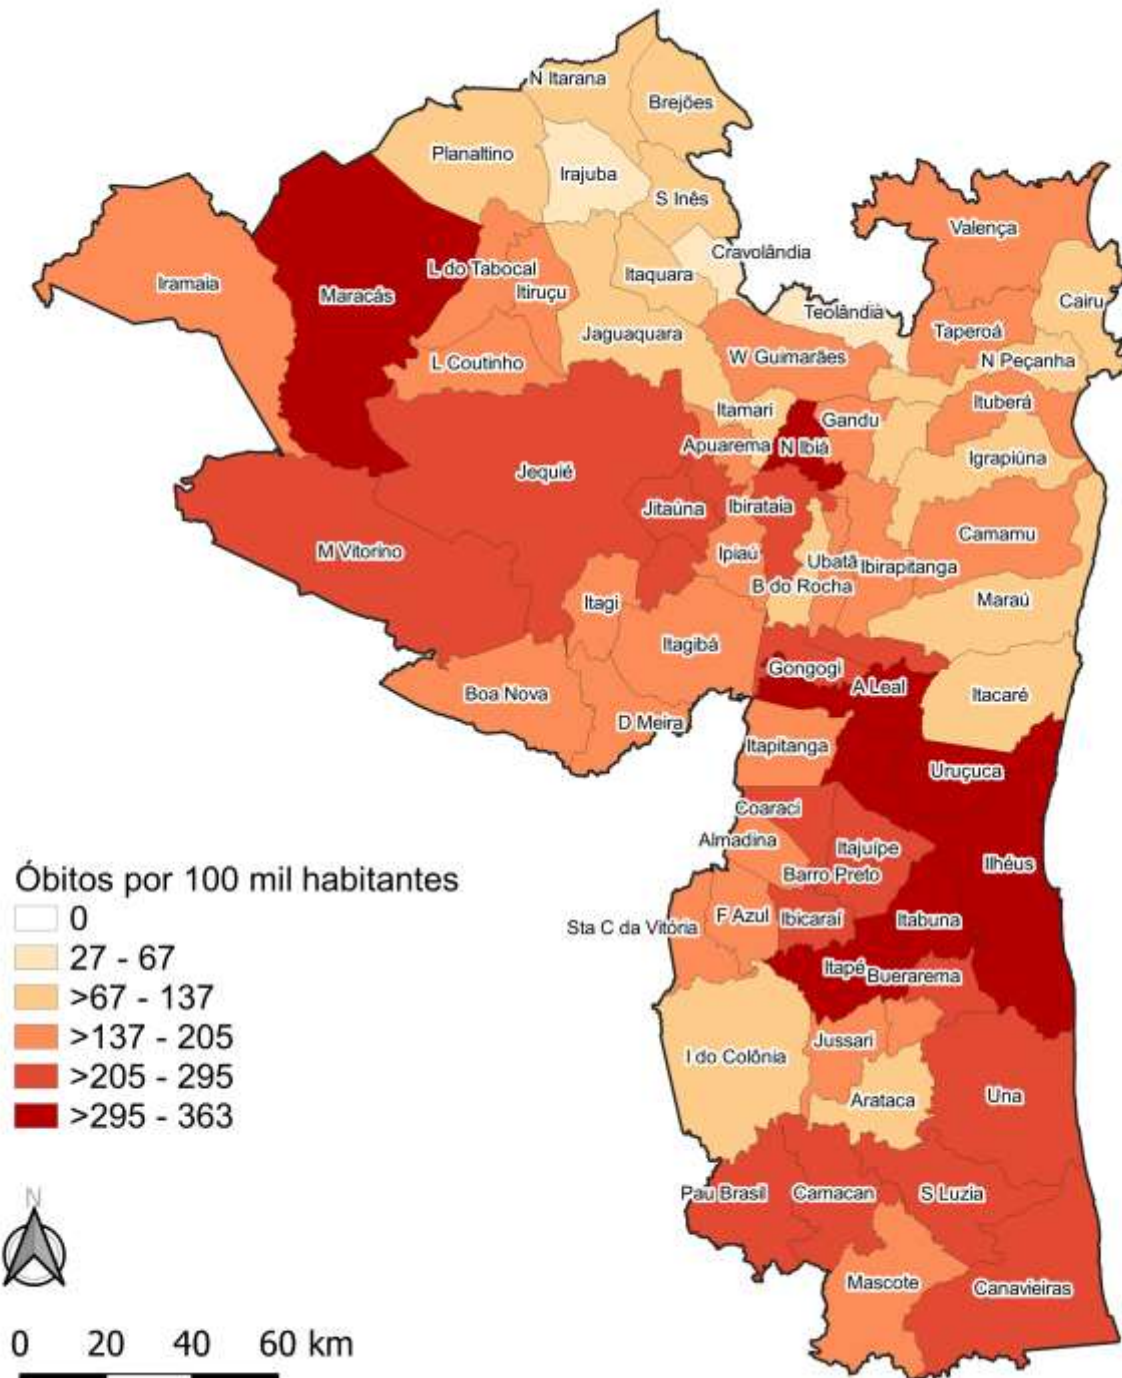 N Itarana
Brejões
Planaltino
Irajuba
S Inês
Valença
Cravolândia
L do Tabocal
Itaquara
Iramaia
Itiruçu
Maracás
Cairu
Teolândia
Jaguaquara
Taperoá
W Guimarães
L Coutinho
N Peçanha
Ituberá
Itamari
Gandu
Apuarema
N Ibiá
Igrapiúna
Jequié
Jitaúna
Ibirataia
Camamu
M Vitorino
Ipiaú
Ubatã
Ibirapitanga
B do Rocha
Itagi
Maraú
Itagibá
Gongogi
A Leal
Boa Nova
Itacaré
D Meira
Itapitanga
Uruçuca
Coaraci
Almadina
Itajuípe
Ilhéus
Barro Preto
Óbitos por 100 mil habitantes
0
27 - 67
>67 - 137
>137 - 205
>205 - 295
>295 - 363
Sta C da Vitória
F Azul
Ibicaraí
Itabuna
Itapé
Buerarema
Jussari
I do Colônia
Arataca
Una
Pau Brasil
Camacan
S Luzia
Mascote
Canavieiras
N
0 20 40 60 km